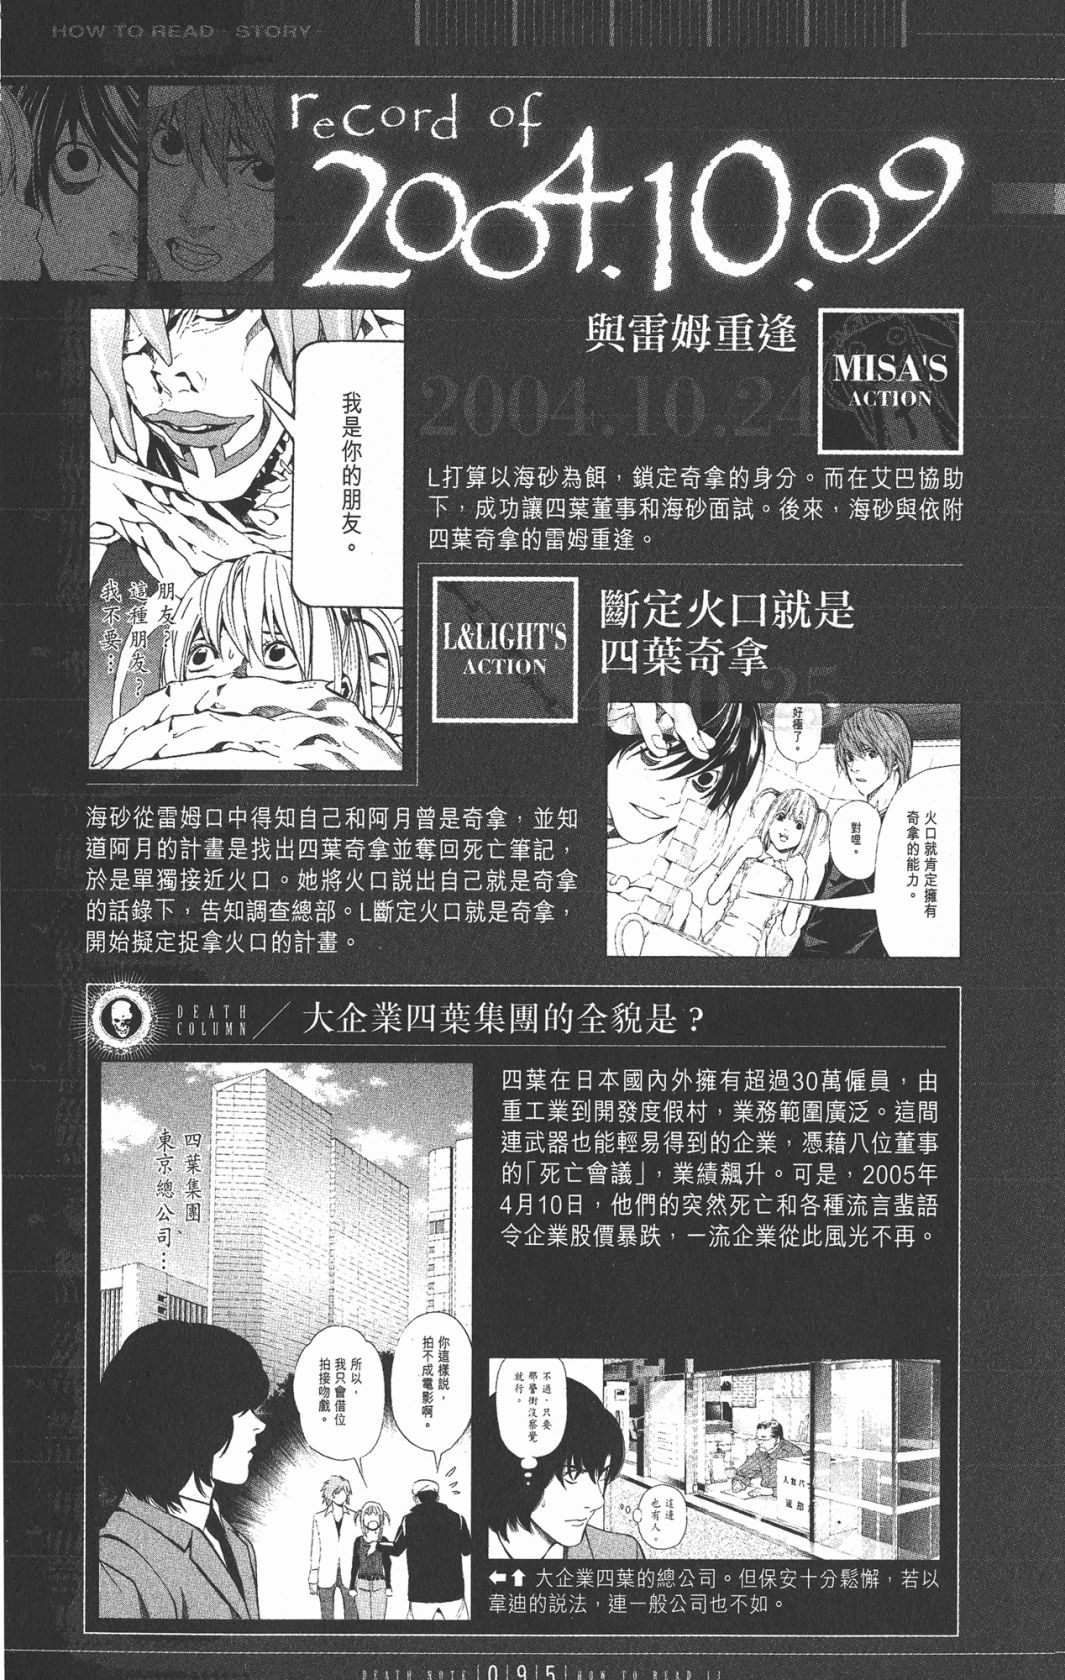 HOW TO READ STORY
record of
2004.10.09
與雷姆重逢
MISA'S
ACTION
2004.10.24
L打算以海砂為餌，鎖定奇拿的身分。而在艾巴協助
下，成功讓四葉董事和海砂面試。後來，海砂與依附
四葉奇拿的雷姆重逢。
我是你的朋友。
朋友?!
這種朋友?
我不要…
L&LIGHT'S
ACTION
斷定火口就是
四葉奇拿
好極了。
對哩。
火口就肯定擁有
奇拿的能力。
海砂從雷姆口中得知自己和阿月曾是奇拿，並知
道阿月的計畫是找出四葉奇拿並奪回死亡筆記，
於是單獨接近火口。她將火口說出自己就是奇拿
的話錄下，告知調查總部。L斷定火口就是奇拿，
開始擬定捉拿火口的計畫。
DEATH
COLUMN
大企業四葉集團的全貌是？
四葉在日本國內外擁有超過30萬僱員，由
重工業到開發度假村，業務範圍廣泛。這間
連武器也能輕易得到的企業，憑藉八位董事
的「死亡會議」，業績飆升。可是，2005年
4月10日，他們的突然死亡和各種流言蜚語
令企業股價暴跌，一流企業從此風光不再。
四葉集團
東京總公司…
你這樣說，
拍不成電影啊。
所以，
我只會借位
拍接吻戲。
不過，只要
那警衛沒察覺
就行。
這邊
也有人。
⬅⬆ 大企業四葉的總公司。但保安十分鬆懈，若以
韋迪的說法，連一般公司也不如。
DEATH NOTE 095 HOW TO READ 13